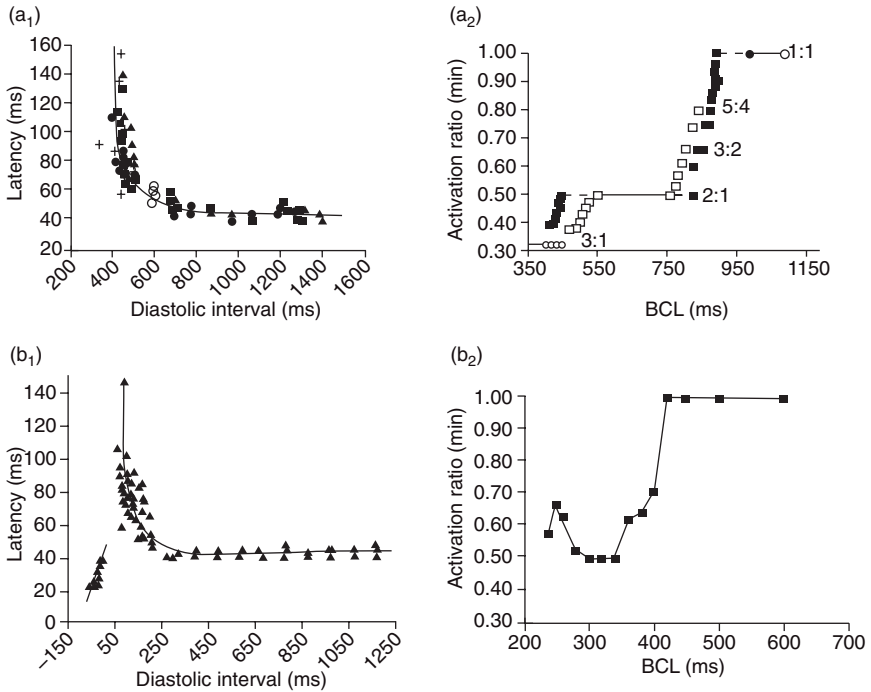 (a1)
160
140
120
100
80
60
40
20
Latency (ms)
200 400 600 800 1000 1200 1400 1600
Diastolic interval (ms)
(a2)
1.00
0.90
0.80
0.70
0.60
0.50
0.40
0.30
Activation ratio (min)
1:1
5:4
3:2
2:1
3:1
350 550 750 950 1150
BCL (ms)
(b1)
140
120
100
80
60
40
20
0
Latency (ms)
−150 50 250 450 650 850 1050 1250
Diastolic interval (ms)
(b2)
1.00
0.90
0.80
0.70
0.60
0.50
0.40
0.30
Activation ratio (min)
200 300 400 500 600 700
BCL (ms)